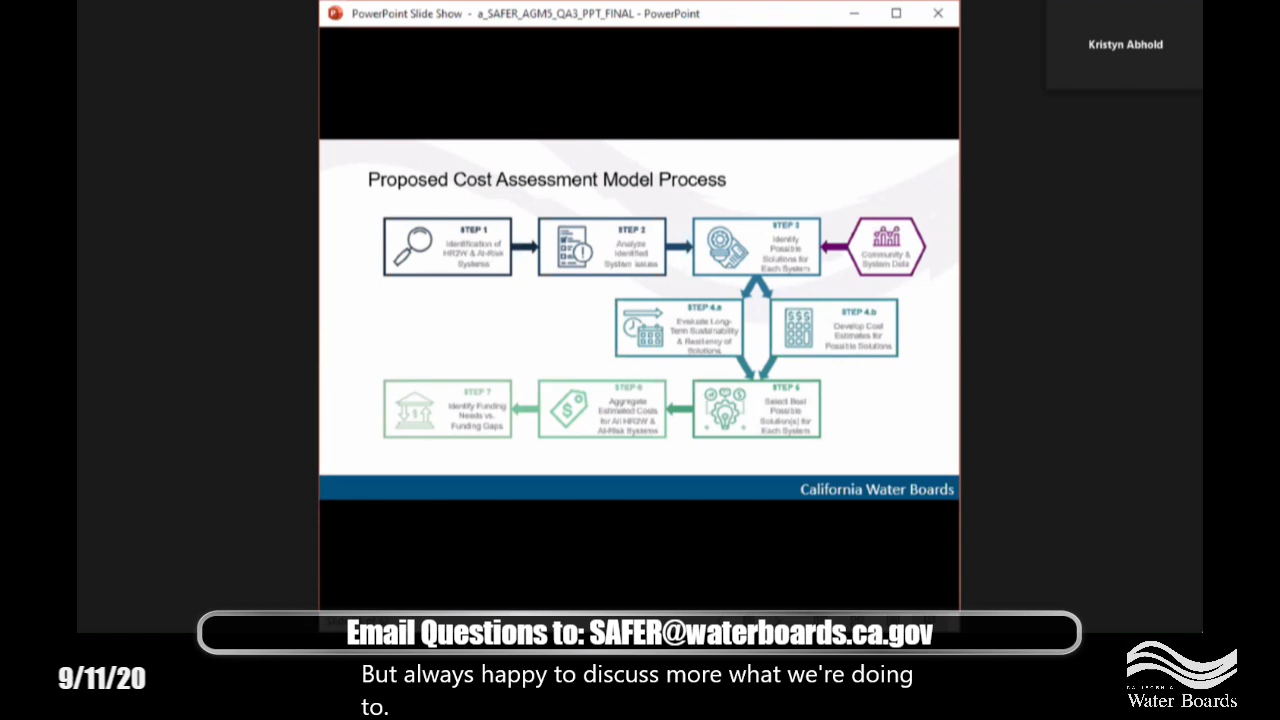 PowerPoint Slide Show - a_SAFER_AGM5_QA3_PPT_FINAL - PowerPoint
Kristyn Abhold
Proposed Cost Assessment Model Process
STEP 1
Identification of
HR2W & At-Risk
Systems
STEP 2
Analyze
Identified
System Issues
STEP 3
Identify
Possible
Solutions for
Each System
Community &
System Data
STEP 4.a
Evaluate Long-
Term Sustainability
& Resiliency of
Solutions
STEP 4.b
Develop Cost
Estimates for
Possible Solutions
STEP 7
Identify Funding
Needs vs.
Funding Gaps
STEP 6
Aggregate
Estimated Costs
for All HR2W &
At-Risk Systems
STEP 5
Select Best
Possible
Solution(s) for
Each System
California Water Boards
Email Questions to: SAFER@waterboards.ca.gov
9/11/20
But always happy to discuss more what we're doing
to.
CALIFORNIA
Water Boards